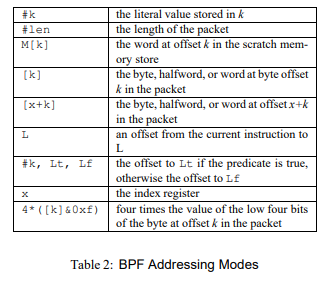 #k the literal value stored in k
#len the length of the packet
M[k] the word at offset k in the scratch mem-
ory store
[k] the byte, halfword, or word at byte offset
k in the packet
[x+k] the byte, halfword, or word at offset x+k
in the packet
L an offset from the current instruction to
L
#k, Lt, Lf the offset to Lt if the predicate is true,
otherwise the offset to Lf
x the index register
4*([k]&0xf) four times the value of the low four bits
of the byte at offset k in the packet
Table 2: BPF Addressing Modes